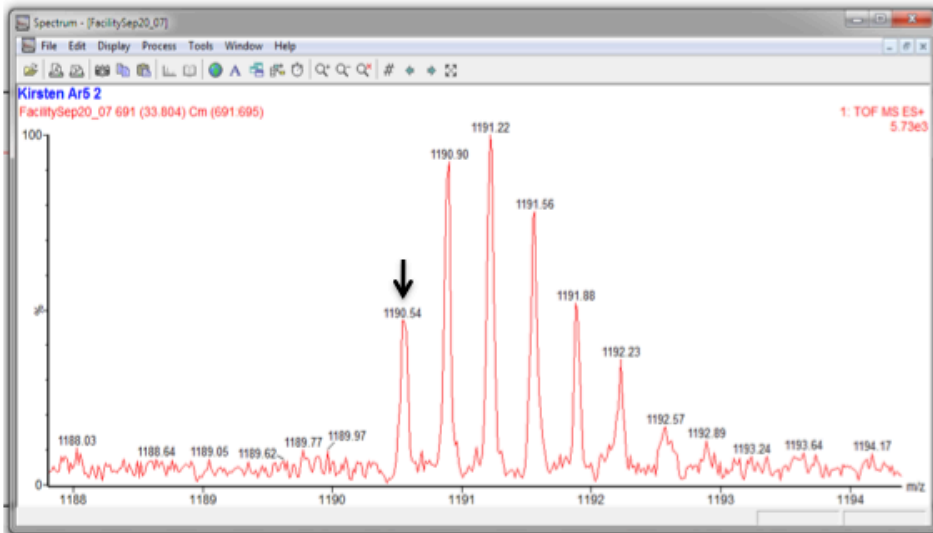 Spectrum - [FacilitySep20_07]
File Edit Display Process Tools Window Help
Kirsten Ar5 2
FacilitySep20_07 691 (33.804) Cm (691:695)
1: TOF MS ES+
5.73e3
100
%
0
1191.22
1190.90
1191.56
1191.88
1190.54
1192.23
1192.57
1192.89
1188.03
1188.64
1189.05
1189.62
1189.77
1189.97
1193.24
1193.64
1194.17
m/z
1188 1189 1190 1191 1192 1193 1194